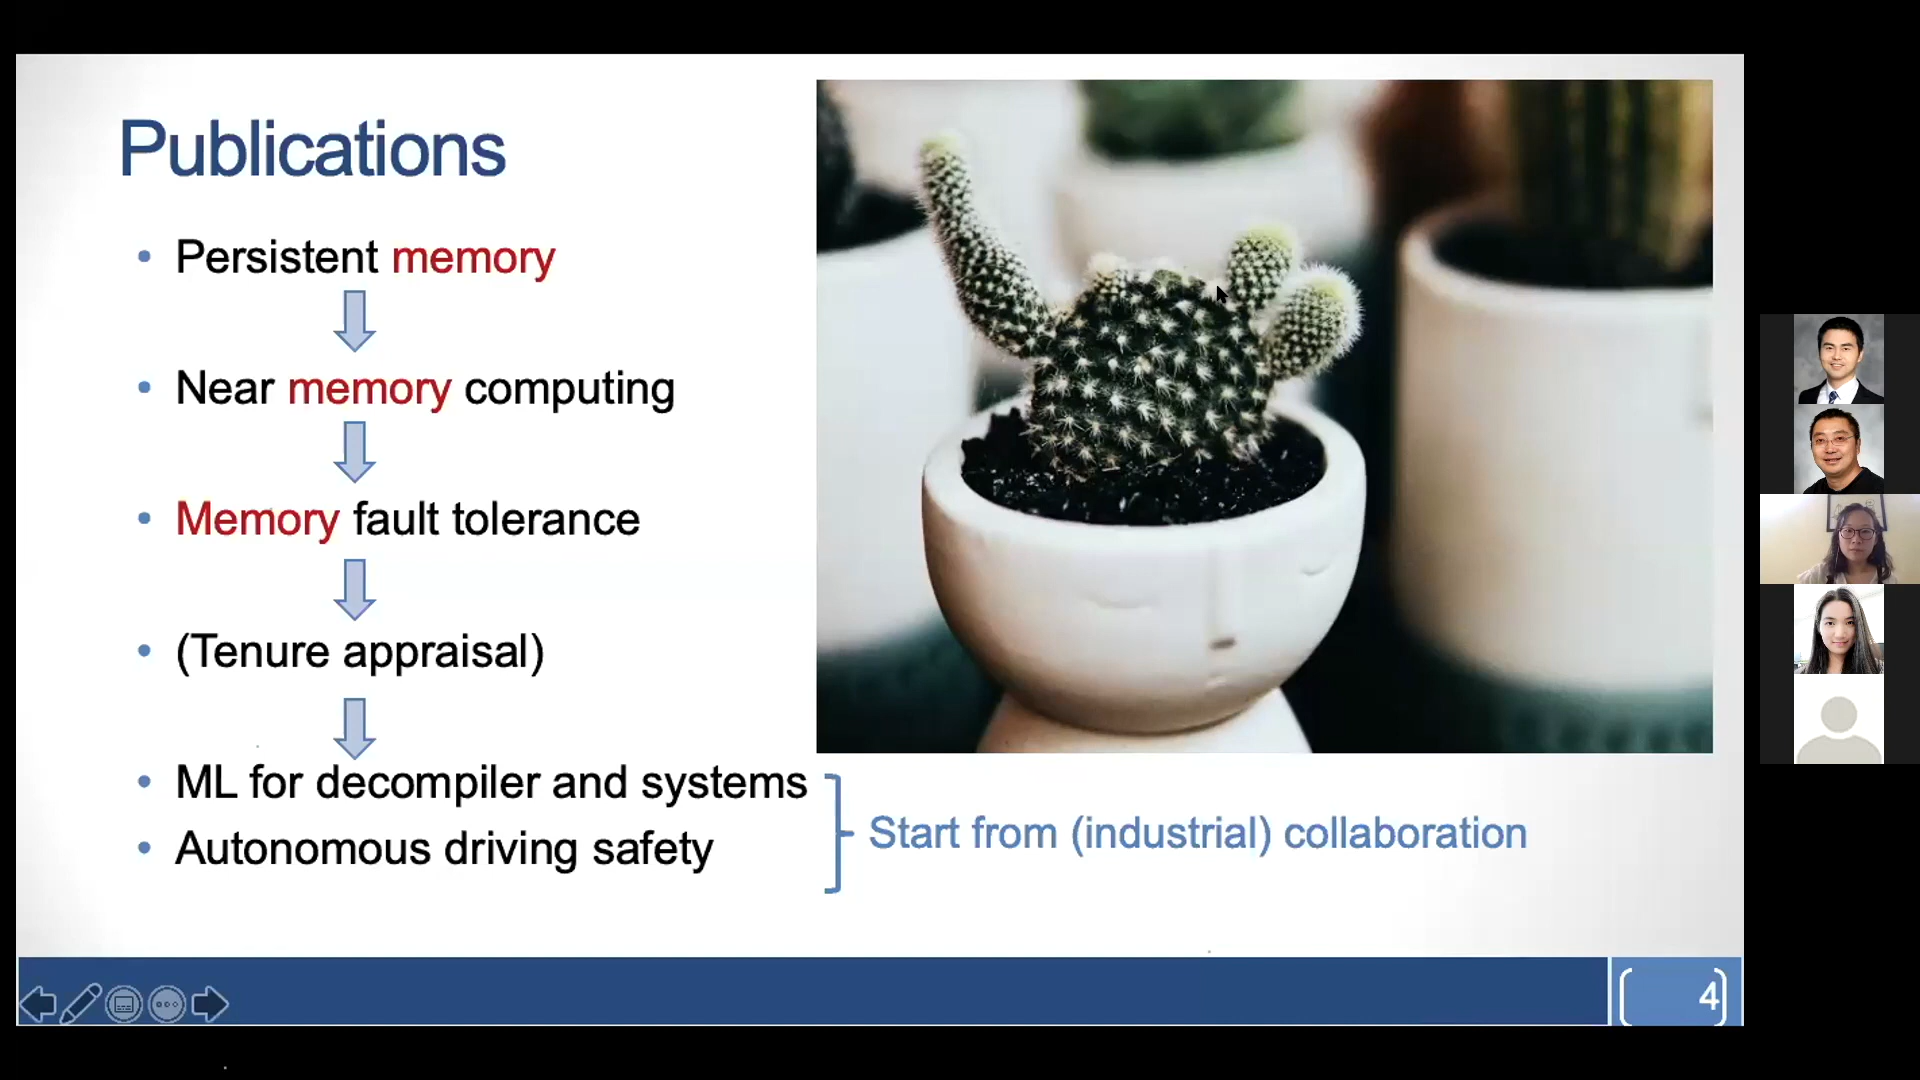 Publications
• Persistent memory
• Near memory computing
• Memory fault tolerance
• (Tenure appraisal)
• ML for decompiler and systems
• Autonomous driving safety
Start from (industrial) collaboration
4